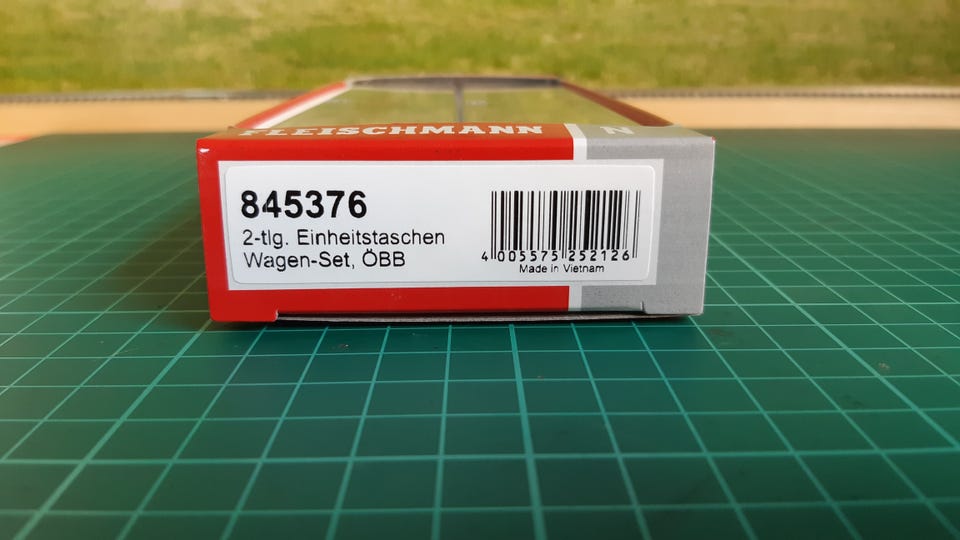 FLEISCHMANN N
845376
2-tlg. Einheitstaschen
Wagen-Set, ÖBB
4 005575 252126
Made in Vietnam